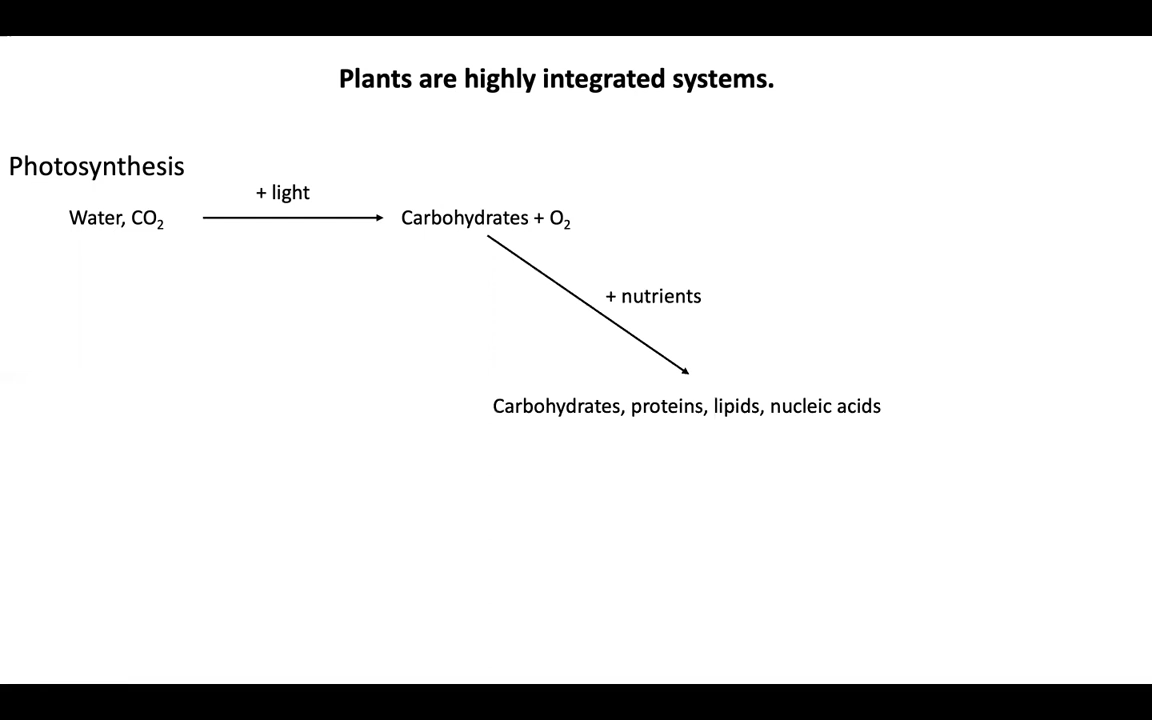 Plants are highly integrated systems.
Photosynthesis
+ light
Water, CO₂
Carbohydrates + O₂
+ nutrients
Carbohydrates, proteins, lipids, nucleic acids